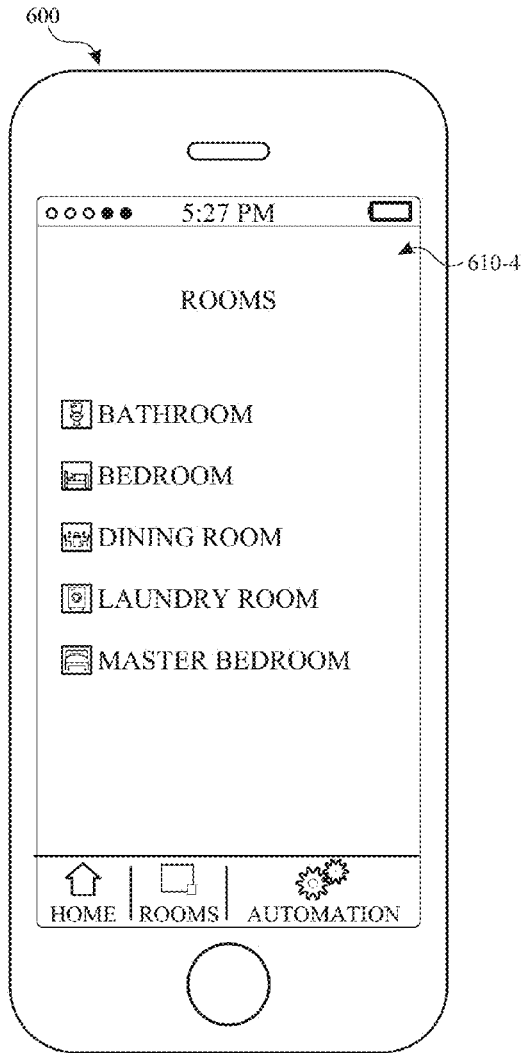 600
5:27 PM
610-4
ROOMS
BATHROOM
BEDROOM
DINING ROOM
LAUNDRY ROOM
MASTER BEDROOM
HOME ROOMS AUTOMATION